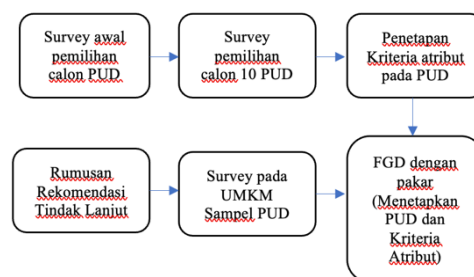 Survey awal
pemilihan
calon PUD
Survey
pemilihan
calon 10 PUD
Penetapan
Kriteria atribut
pada PUD
Rumusan
Rekomendasi
Tindak Lanjut
Survey pada
UMKM
Sampel PUD
FGD dengan
pakar
(Menetapkan
PUD dan
Kriteria
Atribut)